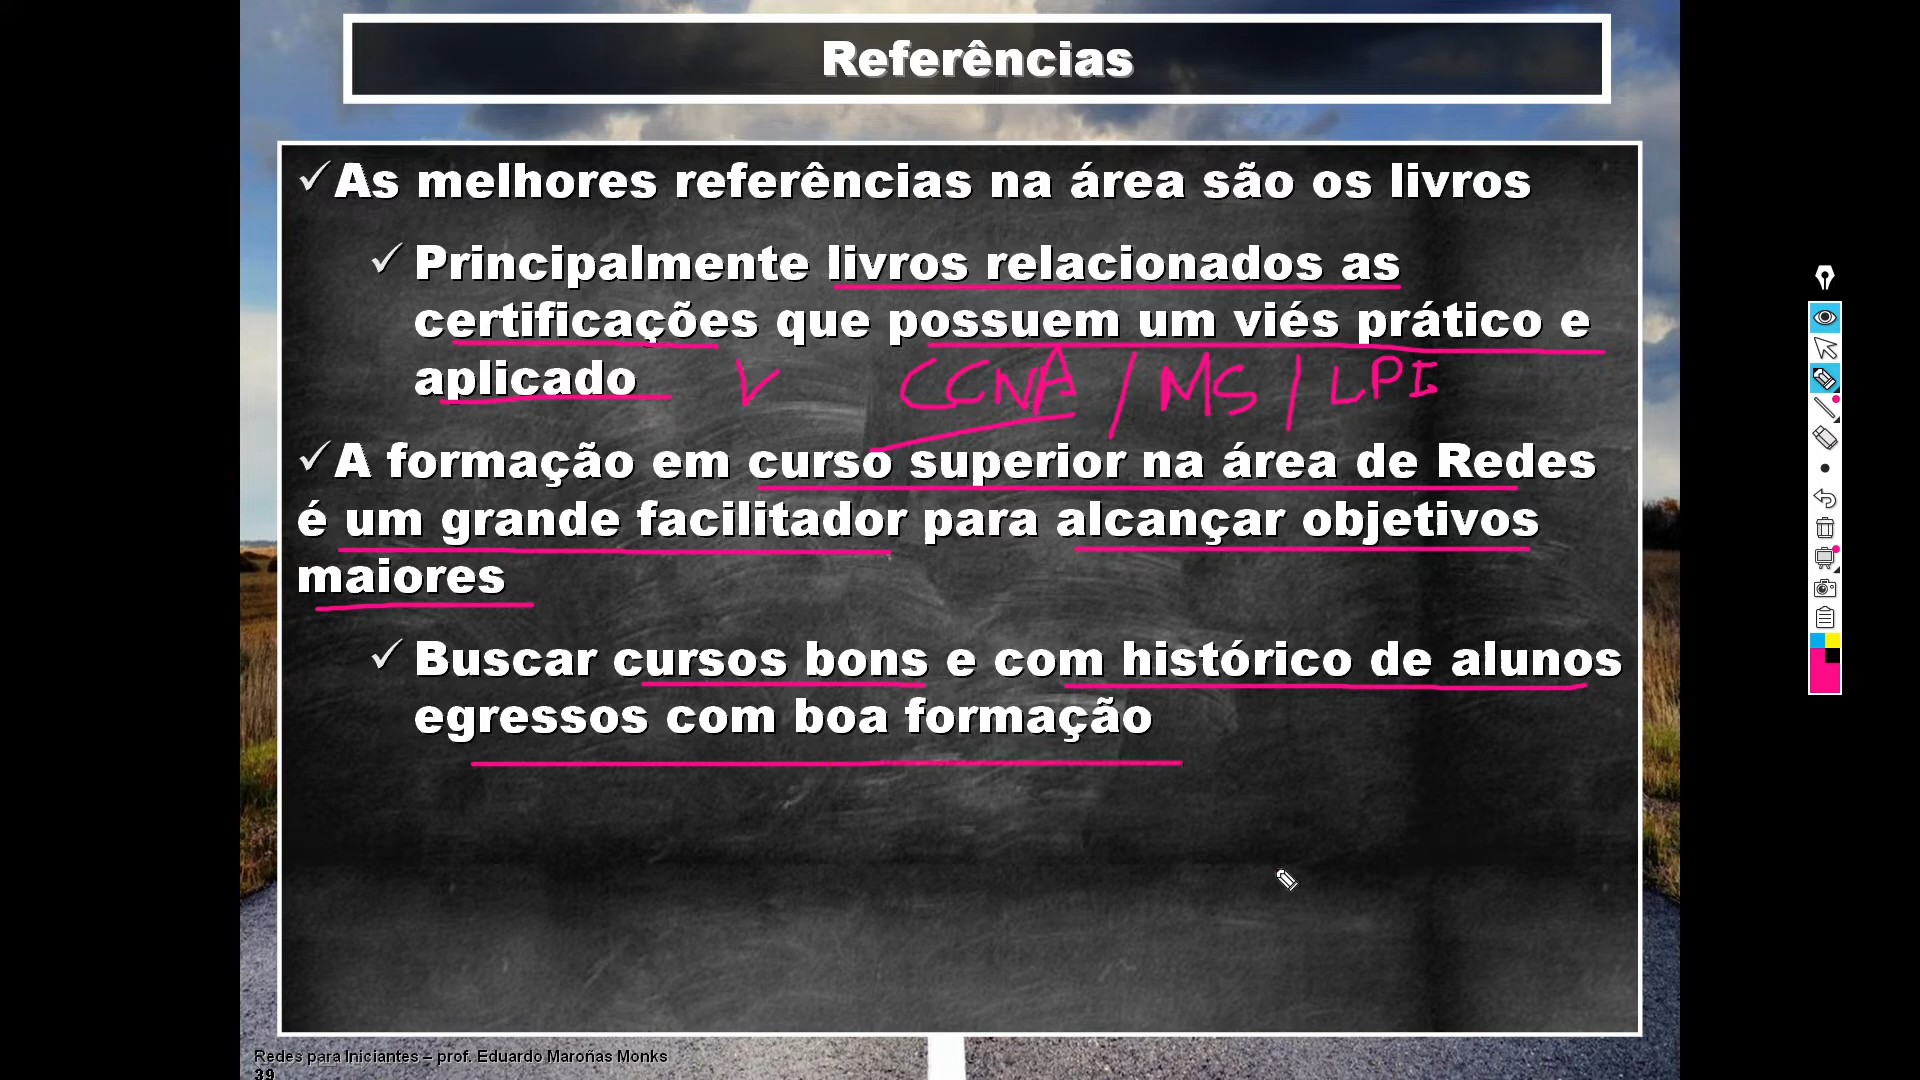 Referências
✓As melhores referências na área são os livros
✓ Principalmente livros relacionados as
certificações que possuem um viés prático e
aplicado
CCNA / MS / LPI
✓A formação em curso superior na área de Redes
é um grande facilitador para alcançar objetivos
maiores
✓ Buscar cursos bons e com histórico de alunos
egressos com boa formação
Redes para Iniciantes – prof. Eduardo Maroñas Monks
39